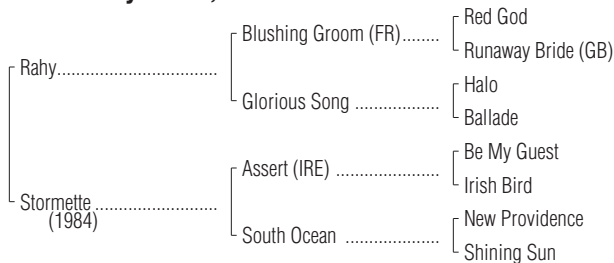 Red God
Blushing Groom (FR)........
Runaway Bride (GB)
Rahy..................................
Halo
Glorious Song ..................
Ballade
Be My Guest
Assert (IRE) ......................
Irish Bird
Stormette ..........................
(1984)
New Providence
South Ocean ....................
Shining Sun